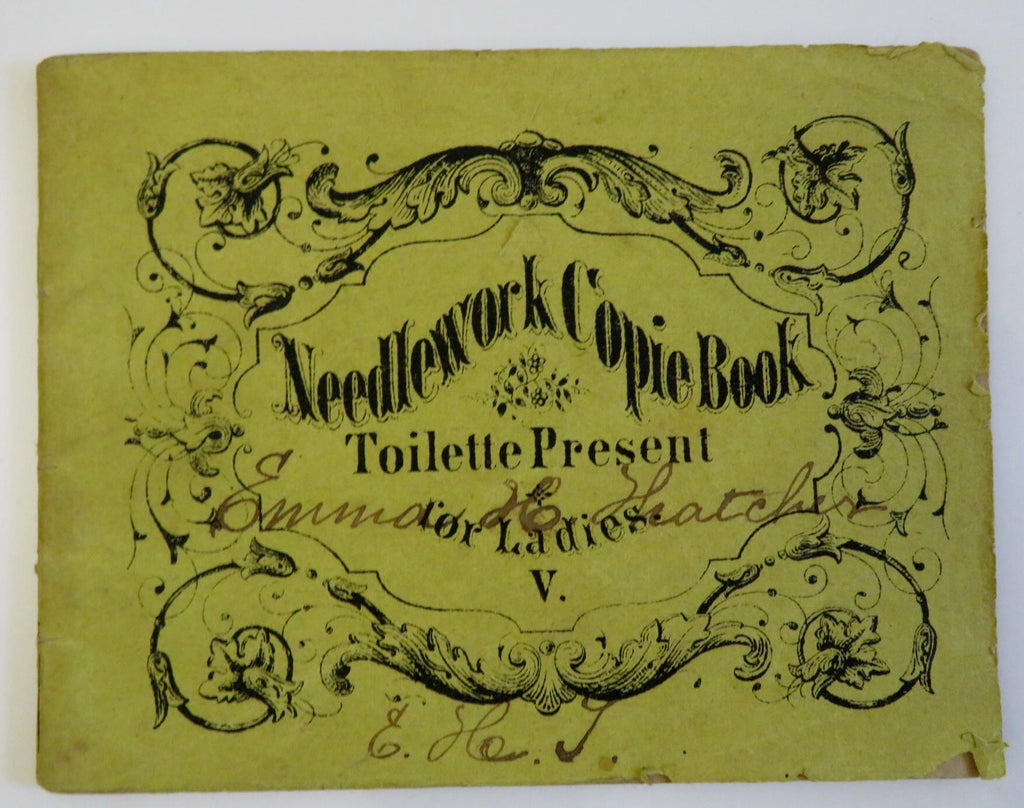 Needlework Copie Book
Toilette Present
Emma H Thatcher
for Ladies.
V.
E. H. T.